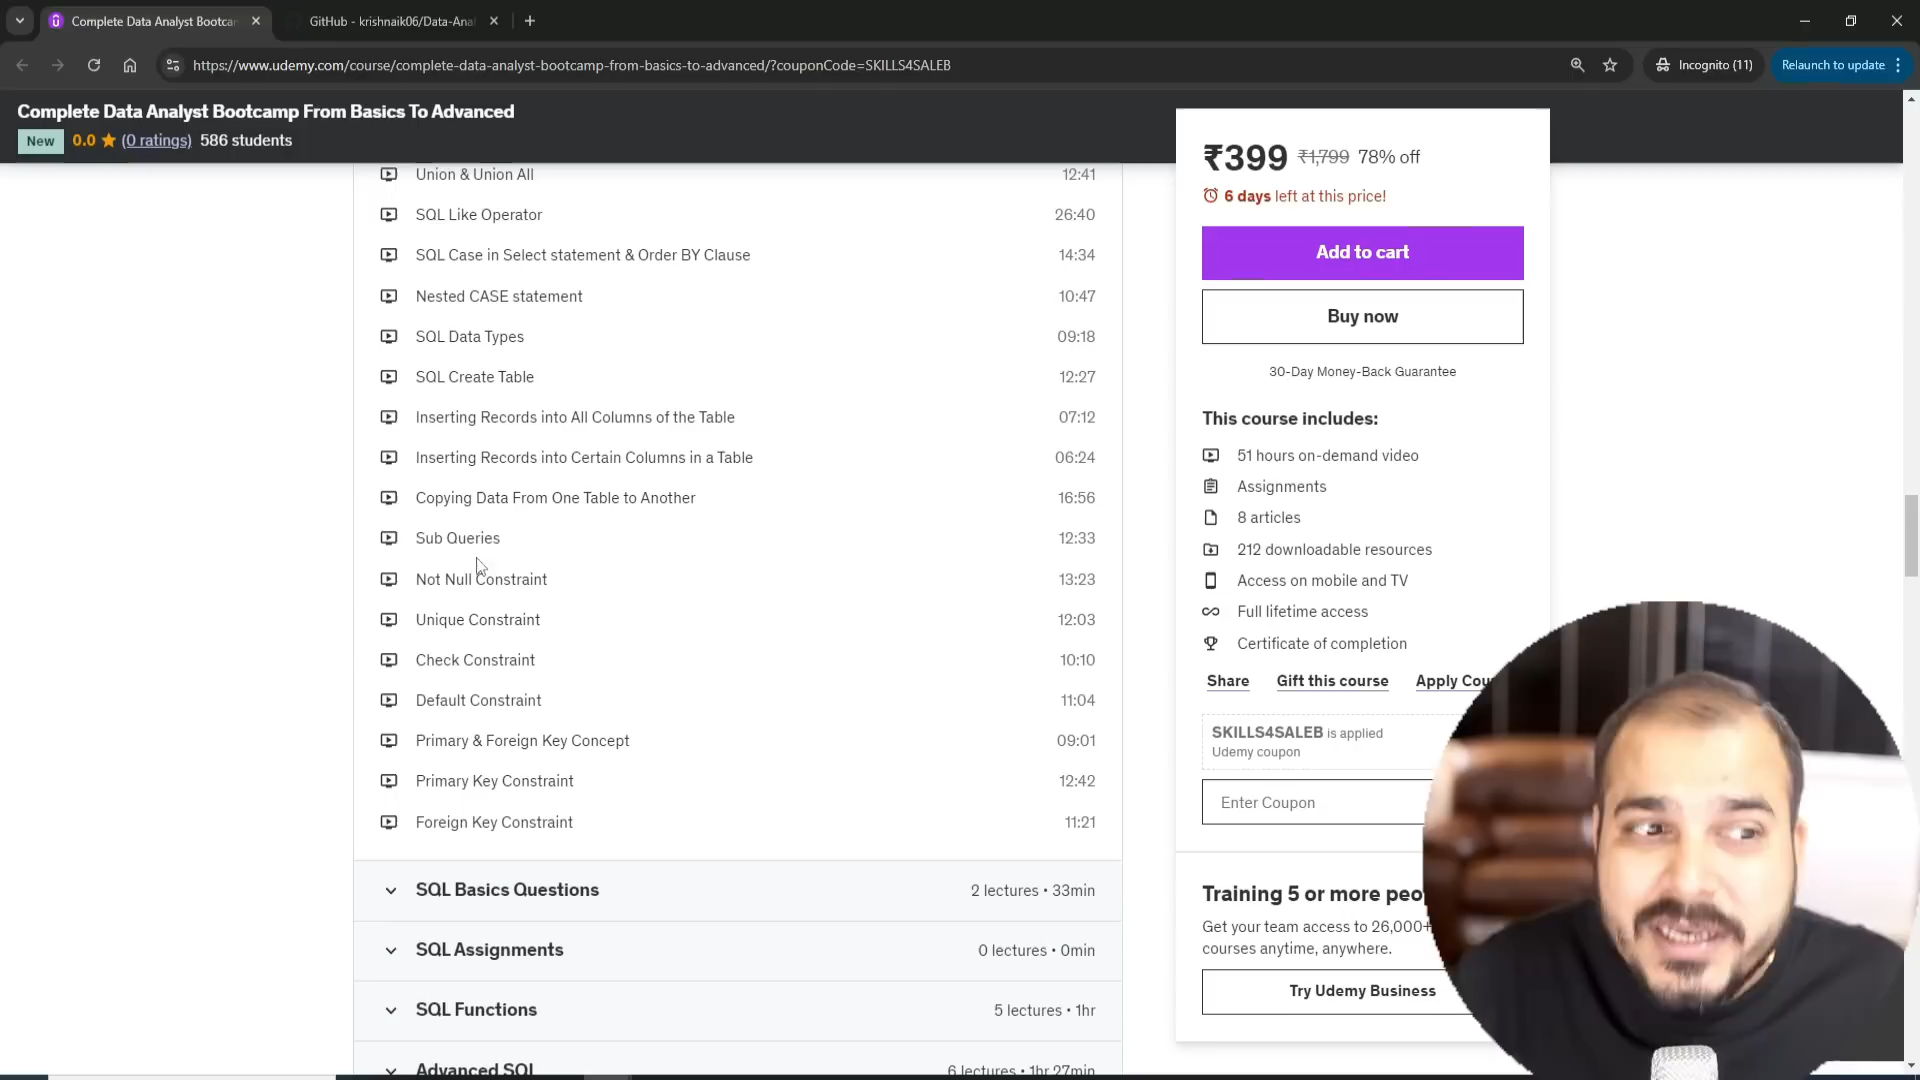 Complete Data Analyst Bootcam
GitHub - krishnaik06/Data-Ana
https://www.udemy.com/course/complete-data-analyst-bootcamp-from-basics-to-advanced/?couponCode=SKILLS4SALEB
Incognito (11)
Relaunch to update
Complete Data Analyst Bootcamp From Basics To Advanced
New 0.0 (0 ratings) 586 students
Union & Union All 12:41
SQL Like Operator 26:40
SQL Case in Select statement & Order BY Clause 14:34
Nested CASE statement 10:47
SQL Data Types 09:18
SQL Create Table 12:27
Inserting Records into All Columns of the Table 07:12
Inserting Records into Certain Columns in a Table 06:24
Copying Data From One Table to Another 16:56
Sub Queries 12:33
Not Null Constraint 13:23
Unique Constraint 12:03
Check Constraint 10:10
Default Constraint 11:04
Primary & Foreign Key Concept 09:01
Primary Key Constraint 12:42
Foreign Key Constraint 11:21
SQL Basics Questions 2 lectures • 33min
SQL Assignments 0 lectures • 0min
SQL Functions 5 lectures • 1hr
Advanced SQL 6 lectures • 1hr 27min
₹399 ₹1,799 78% off
6 days left at this price!
Add to cart
Buy now
30-Day Money-Back Guarantee
This course includes:
51 hours on-demand video
Assignments
8 articles
212 downloadable resources
Access on mobile and TV
Full lifetime access
Certificate of completion
Share Gift this course Apply Cou
SKILLS4SALEB is applied
Udemy coupon
Enter Coupon
Training 5 or more peo
Get your team access to 26,000+
courses anytime, anywhere.
Try Udemy Business